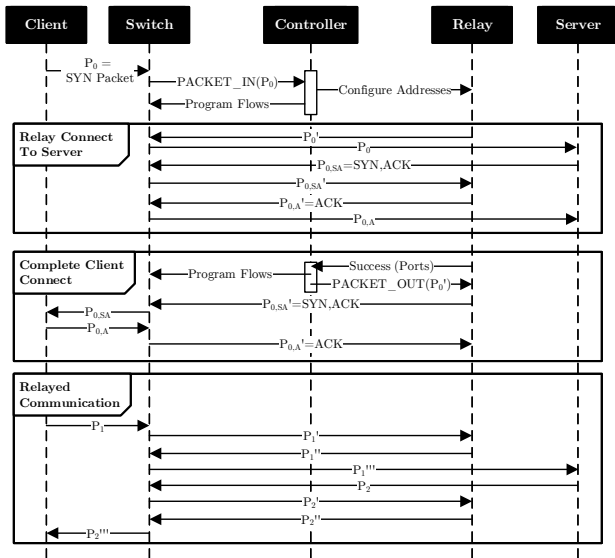 Client Switch Controller Relay Server
P0 =
SYN Packet
PACKET_IN(P0)
Configure Addresses
Program Flows
Relay Connect
To Server
P0'
P0
P0,SA=SYN,ACK
P0,SA'
P0,A'=ACK
P0,A
Complete Client
Connect
Success (Ports)
Program Flows
PACKET_OUT(P0')
P0,SA'=SYN,ACK
P0,SA
P0,A
P0,A'=ACK
Relayed
Communication
P1
P1'
P1''
P1'''
P2
P2'
P2''
P2'''